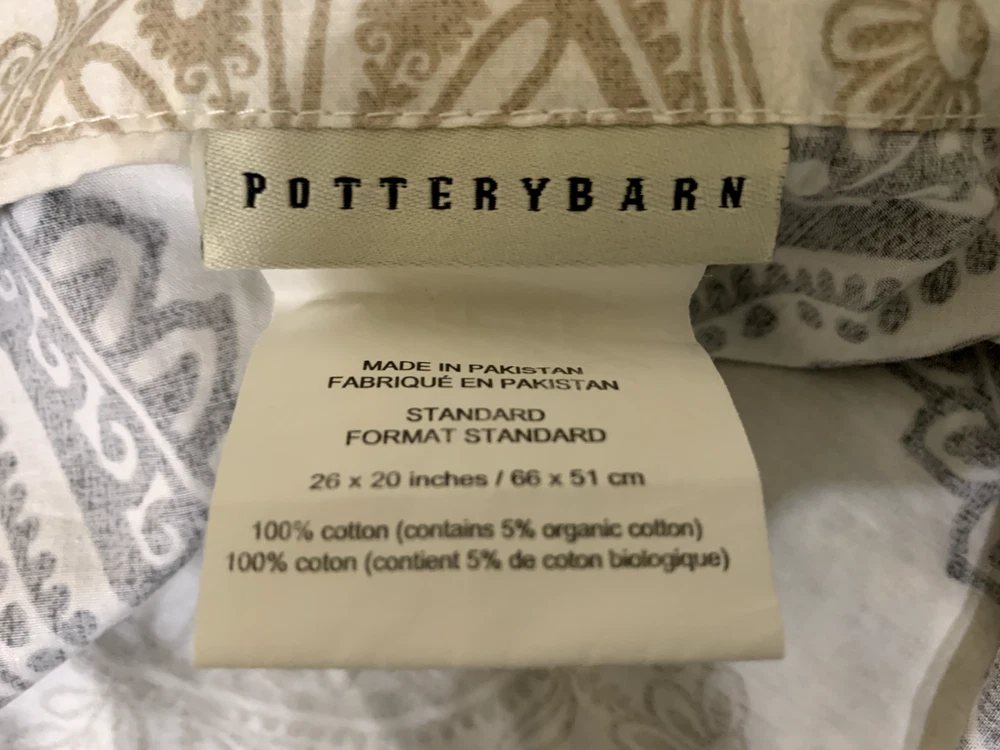 POTTERYBARN
MADE IN PAKISTAN
FABRIQUÉ EN PAKISTAN
STANDARD
FORMAT STANDARD
26 x 20 inches / 66 x 51 cm
100% cotton (contains 5% organic cotton)
100% coton (contient 5% de coton biologique)